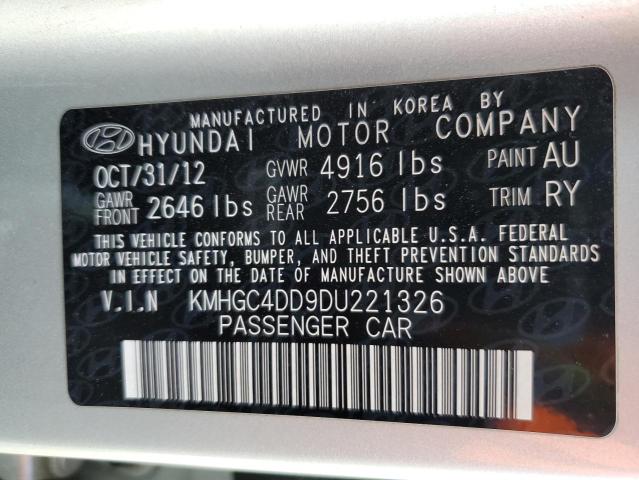 MANUFACTURED IN KOREA BY
HYUNDAI MOTOR COMPANY
OCT/31/12 GVWR 4916 lbs PAINT AU
GAWR FRONT 2646 lbs GAWR REAR 2756 lbs TRIM RY
THIS VEHICLE CONFORMS TO ALL APPLICABLE U.S.A. FEDERAL
MOTOR VEHICLE SAFETY, BUMPER, AND THEFT PREVENTION STANDARDS
IN EFFECT ON THE DATE OF MANUFACTURE SHOWN ABOVE.
V.I.N KMHGC4DD9DU221326
PASSENGER CAR